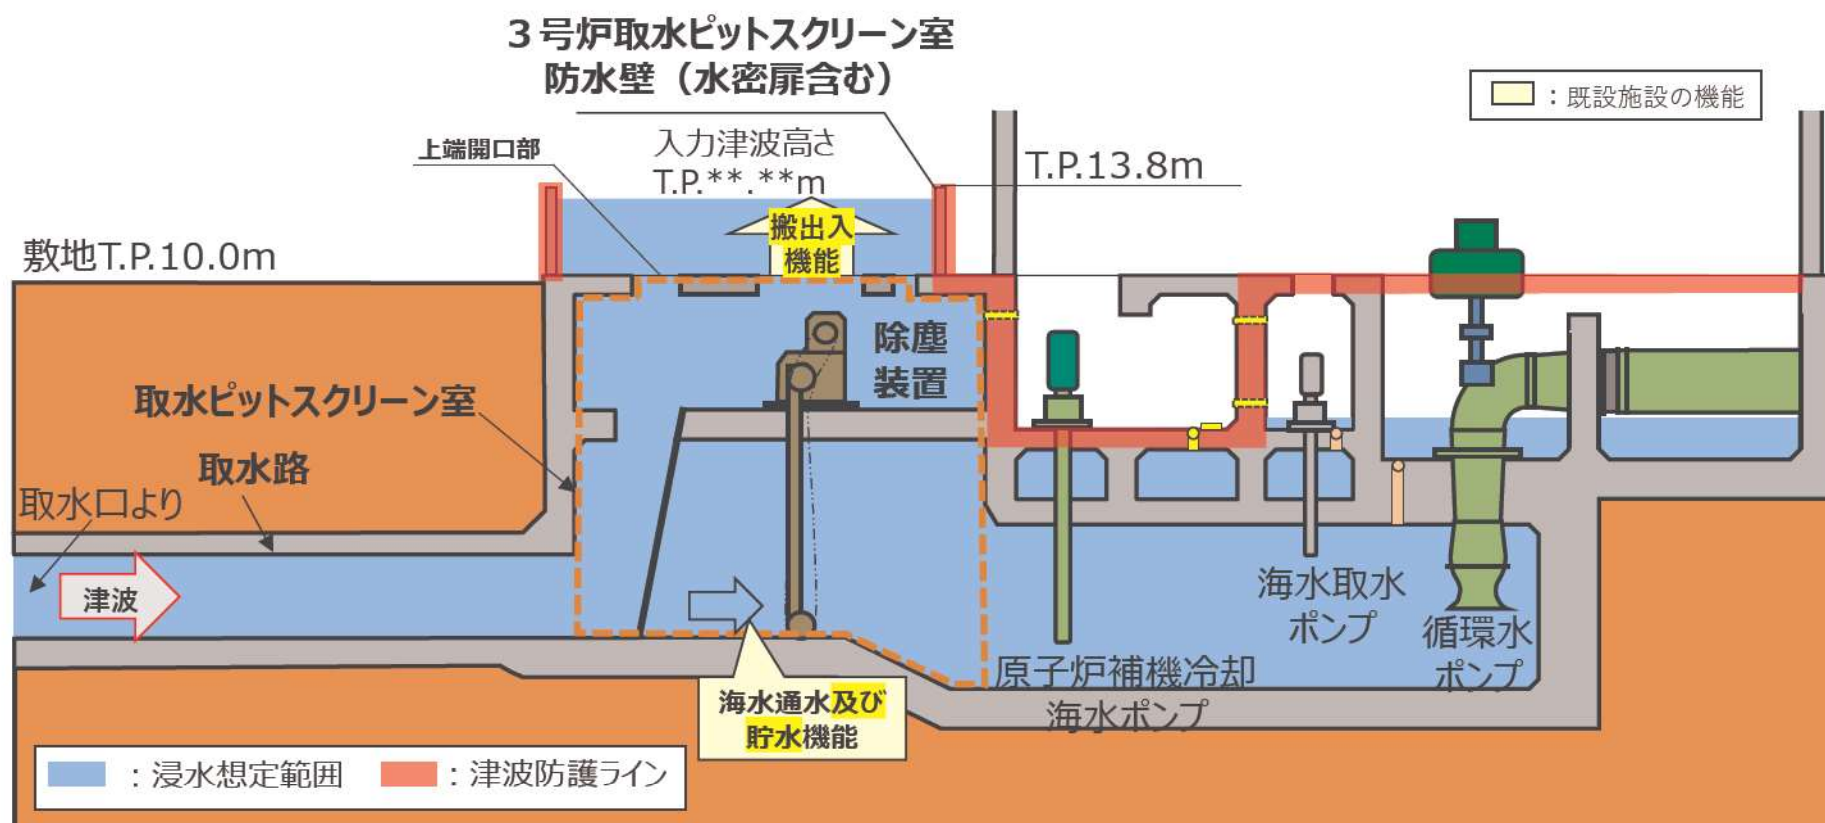 ３号炉取水ピットスクリーン室
防水壁（水密扉含む）
：既設施設の機能
上端開口部
入力津波高さ
T.P.**.**m
T.P.13.8m
搬出入
機能
敷地T.P.10.0m
除塵
装置
取水ピットスクリーン室
取水路
取水口より
津波
海水取水
ポンプ
循環水
ポンプ
原子炉補機冷却
海水ポンプ
海水通水及び
貯水機能
：浸水想定範囲
：津波防護ライン